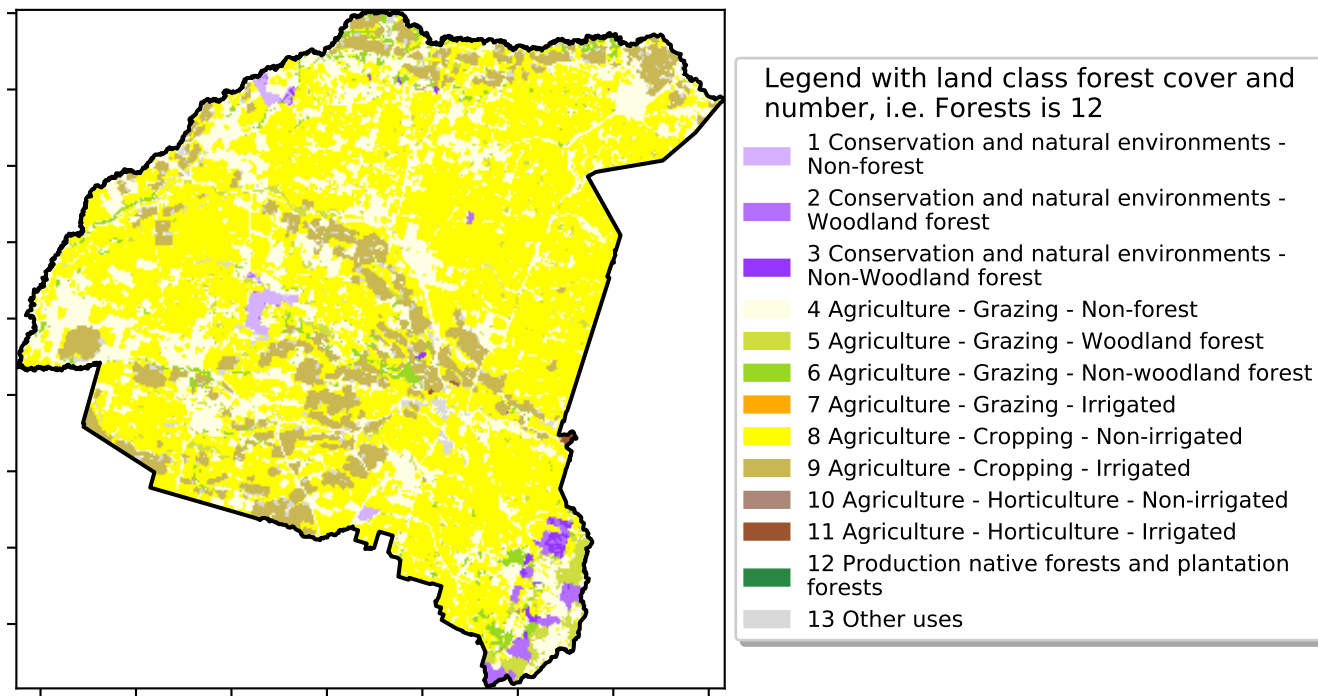 Legend with land class forest cover and
number, i.e. Forests is 12
1 Conservation and natural environments -
Non-forest
2 Conservation and natural environments -
Woodland forest
3 Conservation and natural environments -
Non-Woodland forest
4 Agriculture - Grazing - Non-forest
5 Agriculture - Grazing - Woodland forest
6 Agriculture - Grazing - Non-woodland forest
7 Agriculture - Grazing - Irrigated
8 Agriculture - Cropping - Non-irrigated
9 Agriculture - Cropping - Irrigated
10 Agriculture - Horticulture - Non-irrigated
11 Agriculture - Horticulture - Irrigated
12 Production native forests and plantation
forests
13 Other uses